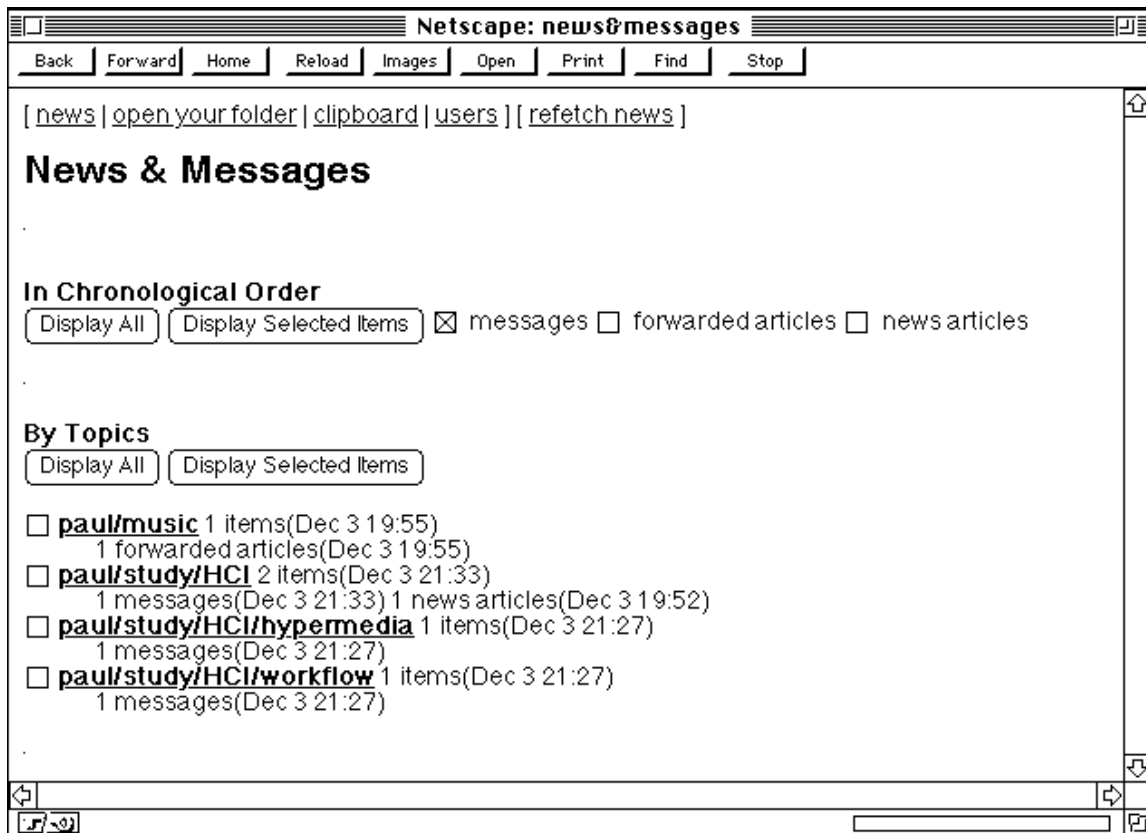 Netscape: news&messages
Back Forward Home Reload Images Open Print Find Stop
[ news | open your folder | clipboard | users ] [ refetch news ]
News & Messages
.
In Chronological Order
Display All Display Selected Items messages forwarded articles news articles
.
By Topics
Display All Display Selected Items
paul/music 1 items(Dec 3 19:55)
1 forwarded articles(Dec 3 19:55)
paul/study/HCI 2 items(Dec 3 21:33)
1 messages(Dec 3 21:33) 1 news articles(Dec 3 19:52)
paul/study/HCI/hypermedia 1 items(Dec 3 21:27)
1 messages(Dec 3 21:27)
paul/study/HCI/workflow 1 items(Dec 3 21:27)
1 messages(Dec 3 21:27)
.